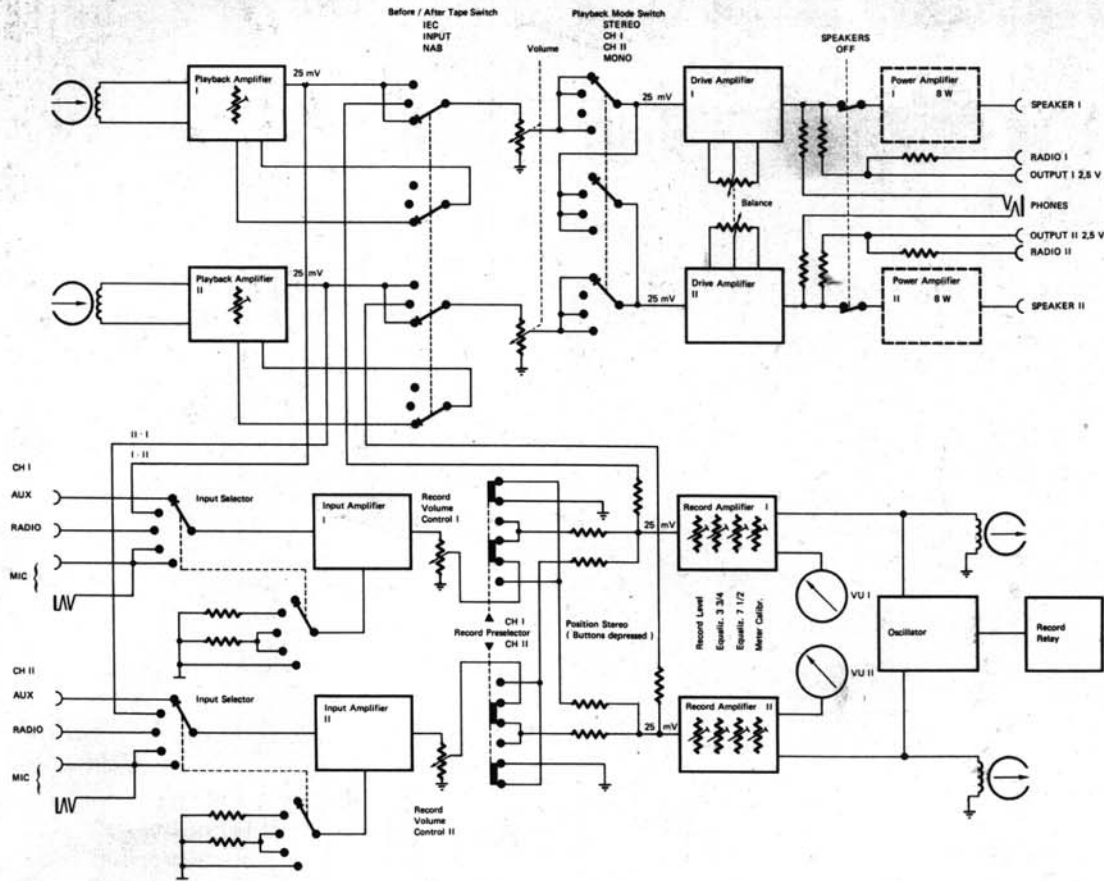 Before / After Tape Switch
IEC
INPUT
NAB
Playback Mode Switch
STEREO
CH I
CH II
MONO
Volume
SPEAKERS
OFF
Playback Amplifier
I
25 mV
25 mV
Drive Amplifier
I
Power Amplifier
I 8 W
SPEAKER I
RADIO I
OUTPUT I 2,5 V
PHONES
Balance
OUTPUT II 2,5 V
RADIO II
Playback Amplifier
II
25 mV
25 mV
Drive Amplifier
II
Power Amplifier
II 8 W
SPEAKER II
II - I
I - II
CH I
AUX
RADIO
MIC
Input Selector
Input Amplifier
I
Record
Volume
Control I
25 mV
Record Amplifier I
Record Level
Equaliz. 3 3/4
Equaliz. 7 1/2
Meter Calibr.
VU I
CH I
Record Preselector
CH II
Position Stereo
( Buttons depressed )
Oscillator
Record
Relay
VU II
CH II
AUX
RADIO
MIC
Input Selector
Input Amplifier
II
Record
Volume
Control II
25 mV
Record Amplifier II